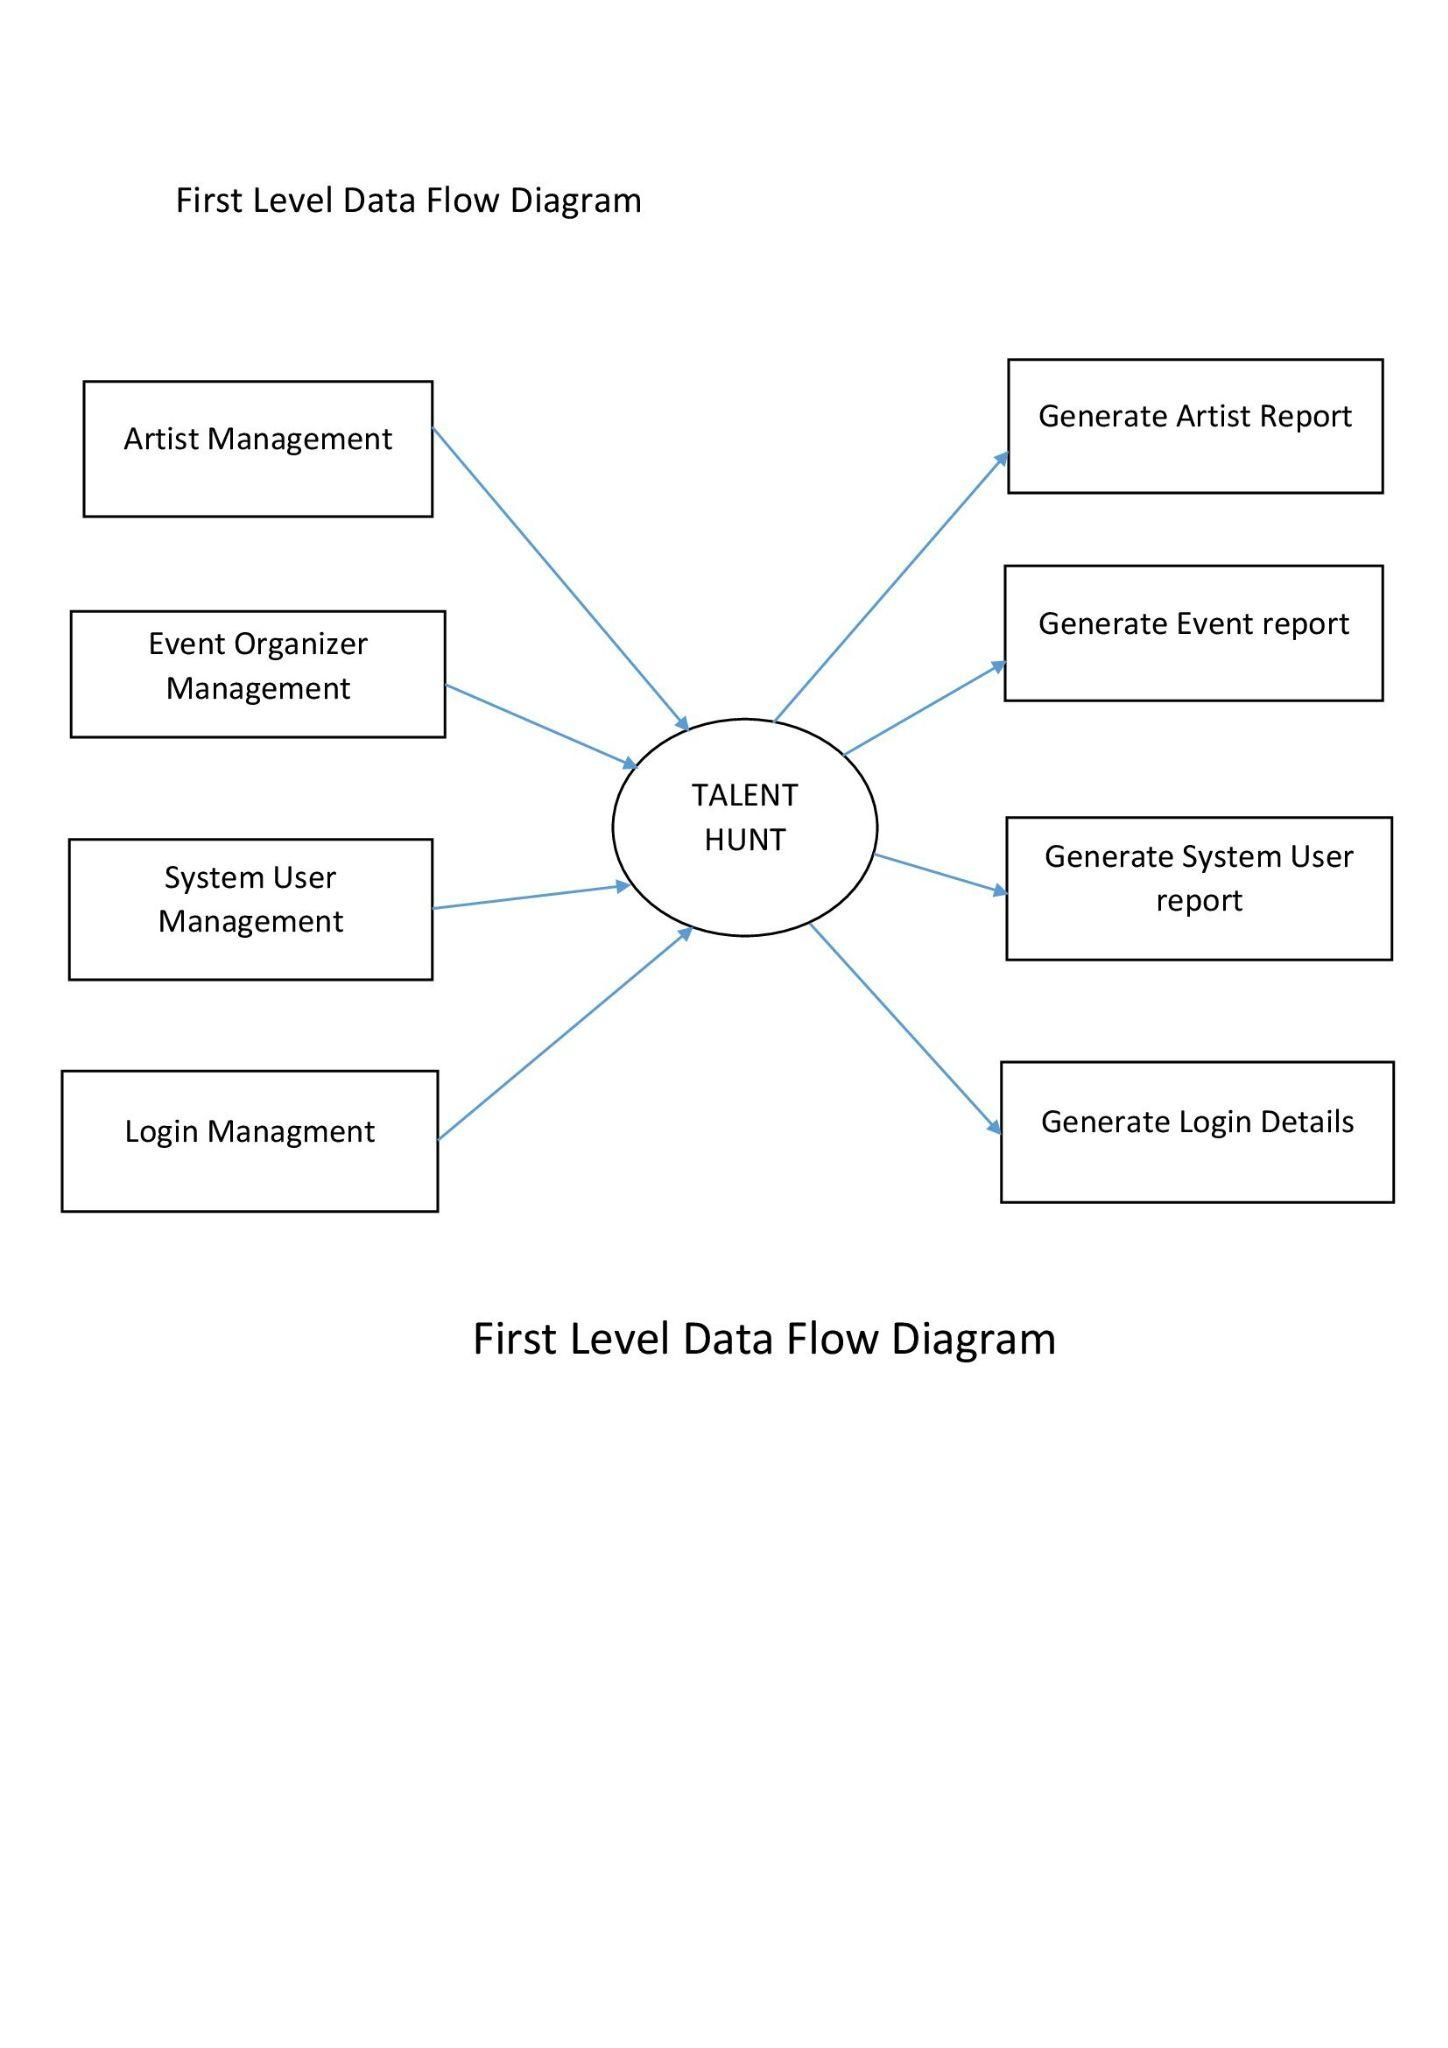 First Level Data Flow Diagram
Artist Management
Generate Artist Report
Event Organizer
Management
Generate Event report
TALENT
HUNT
System User
Management
Generate System User
report
Login Managment
Generate Login Details
First Level Data Flow Diagram